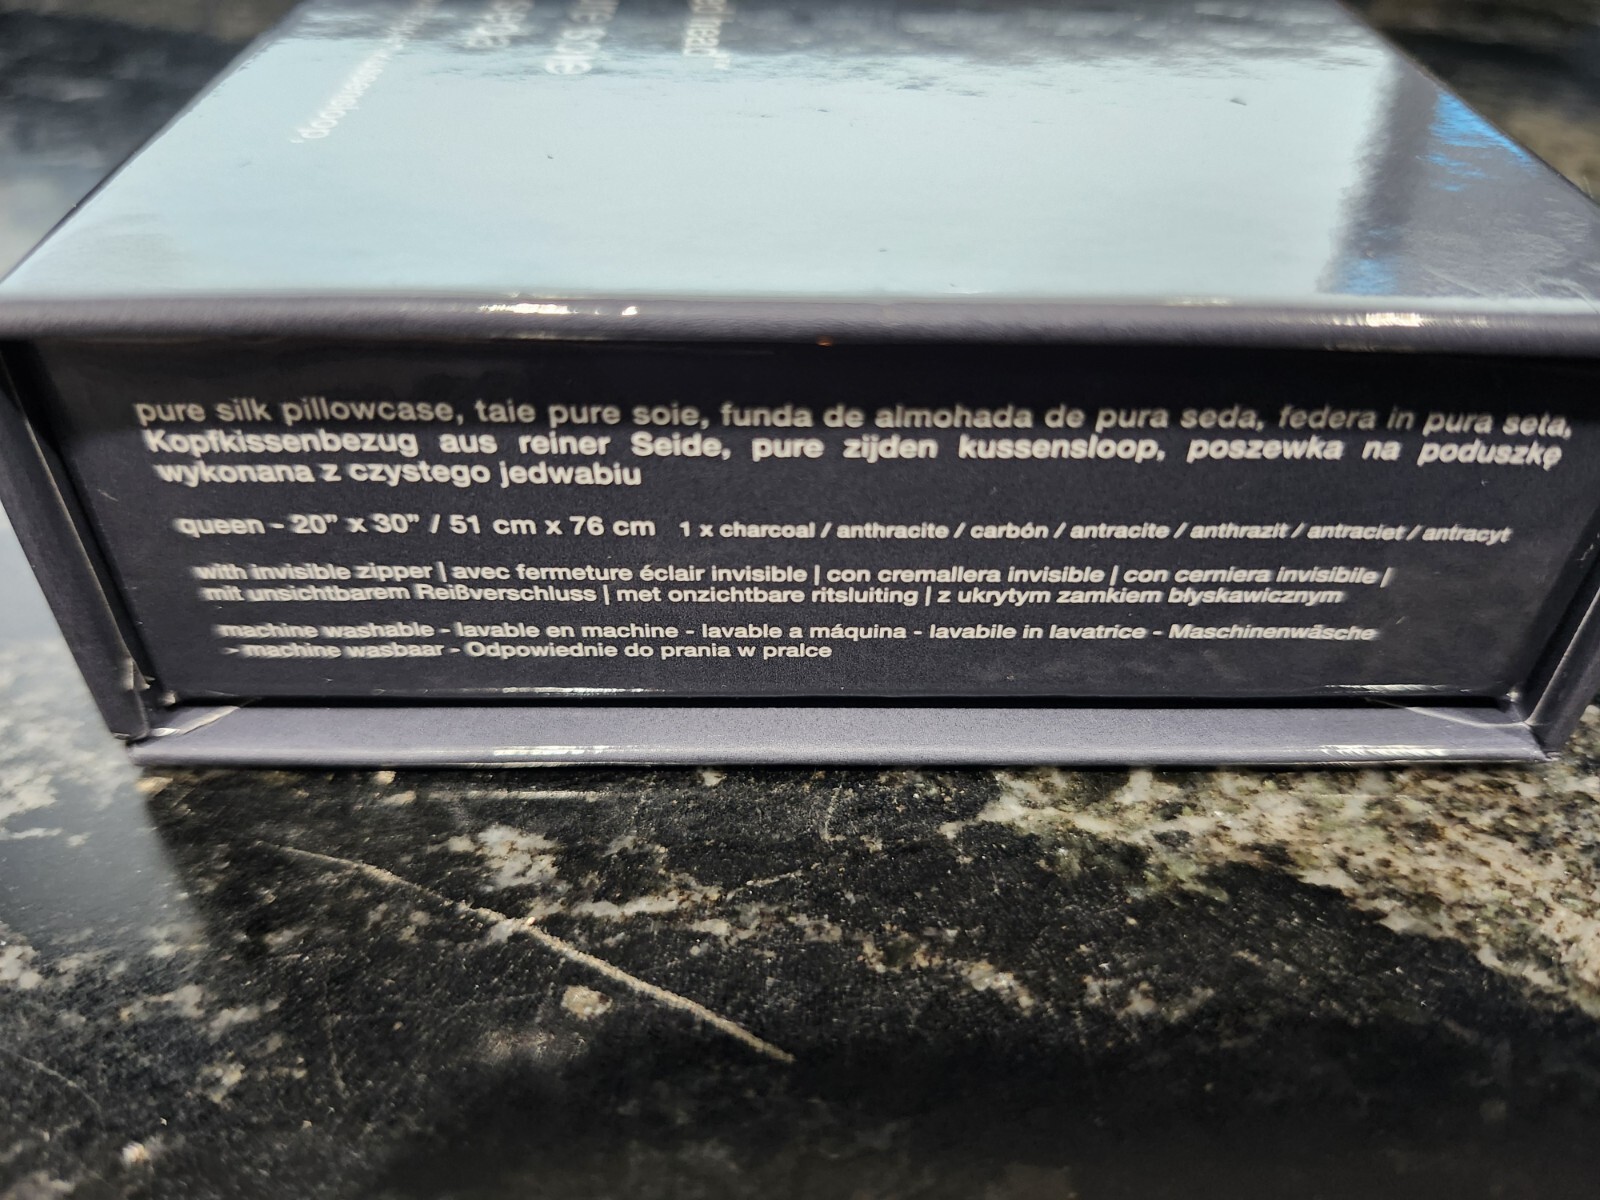 pure silk pillowcase, taie pure soie, funda de almohada de pura seda, federa in pura seta,
Kopfkissenbezug aus reiner Seide, pure zijden kussensloop, poszewka na poduszkę
wykonana z czystego jedwabiu
queen - 20” x 30” / 51 cm x 76 cm 1 x charcoal / anthracite / carbón / antracite / anthrazit / antraciet / antracyt
with invisible zipper | avec fermeture éclair invisible | con cremallera invisible | con cerniera invisibile |
mit unsichtbarem Reißverschluss | met onzichtbare ritsluiting | z ukrytym zamkiem błyskawicznym
machine washable - lavable en machine - lavable a máquina - lavabile in lavatrice - Maschinenwäsche
- machine wasbaar - Odpowiednie do prania w pralce